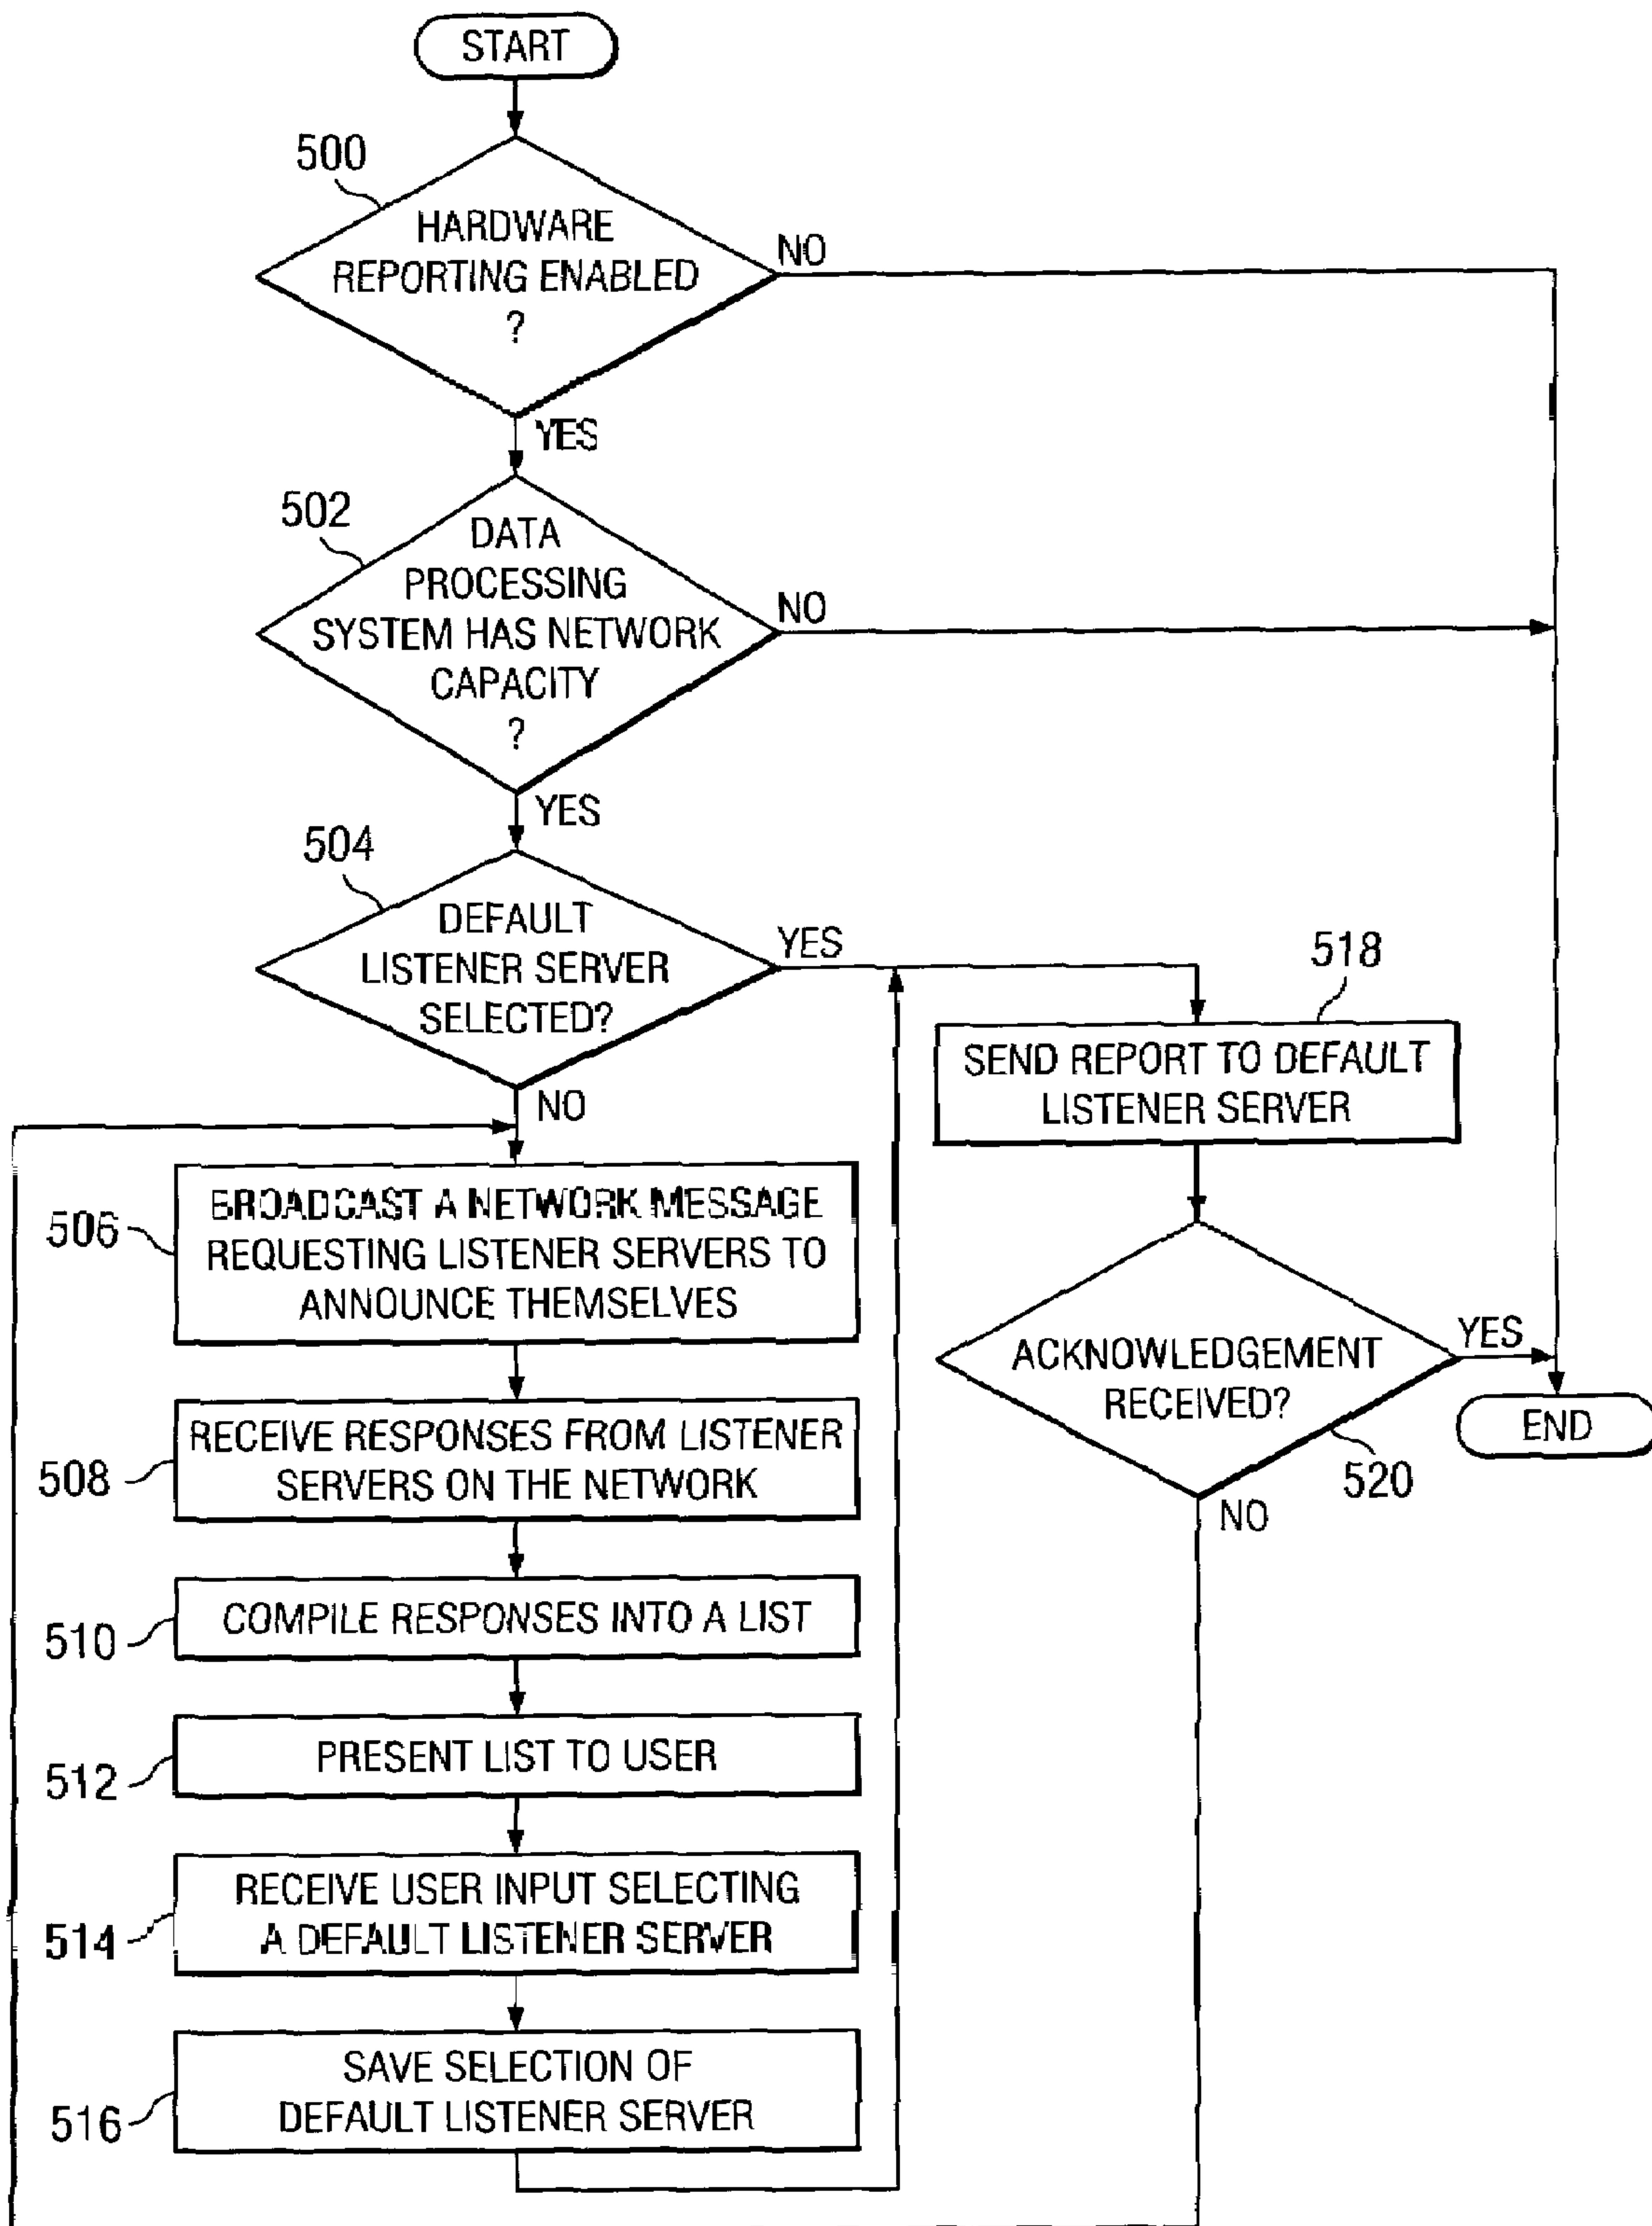 START
500
HARDWARE
REPORTING ENABLED
?
NO
YES
502
DATA
PROCESSING
SYSTEM HAS NETWORK
CAPACITY
?
NO
YES
504
DEFAULT
LISTENER SERVER
SELECTED?
YES
NO
518
SEND REPORT TO DEFAULT
LISTENER SERVER
506
BROADCAST A NETWORK MESSAGE
REQUESTING LISTENER SERVERS TO
ANNOUNCE THEMSELVES
ACKNOWLEDGEMENT
RECEIVED?
YES
520
NO
END
508
RECEIVE RESPONSES FROM LISTENER
SERVERS ON THE NETWORK
510
COMPILE RESPONSES INTO A LIST
512
PRESENT LIST TO USER
514
RECEIVE USER INPUT SELECTING
A DEFAULT LISTENER SERVER
516
SAVE SELECTION OF
DEFAULT LISTENER SERVER